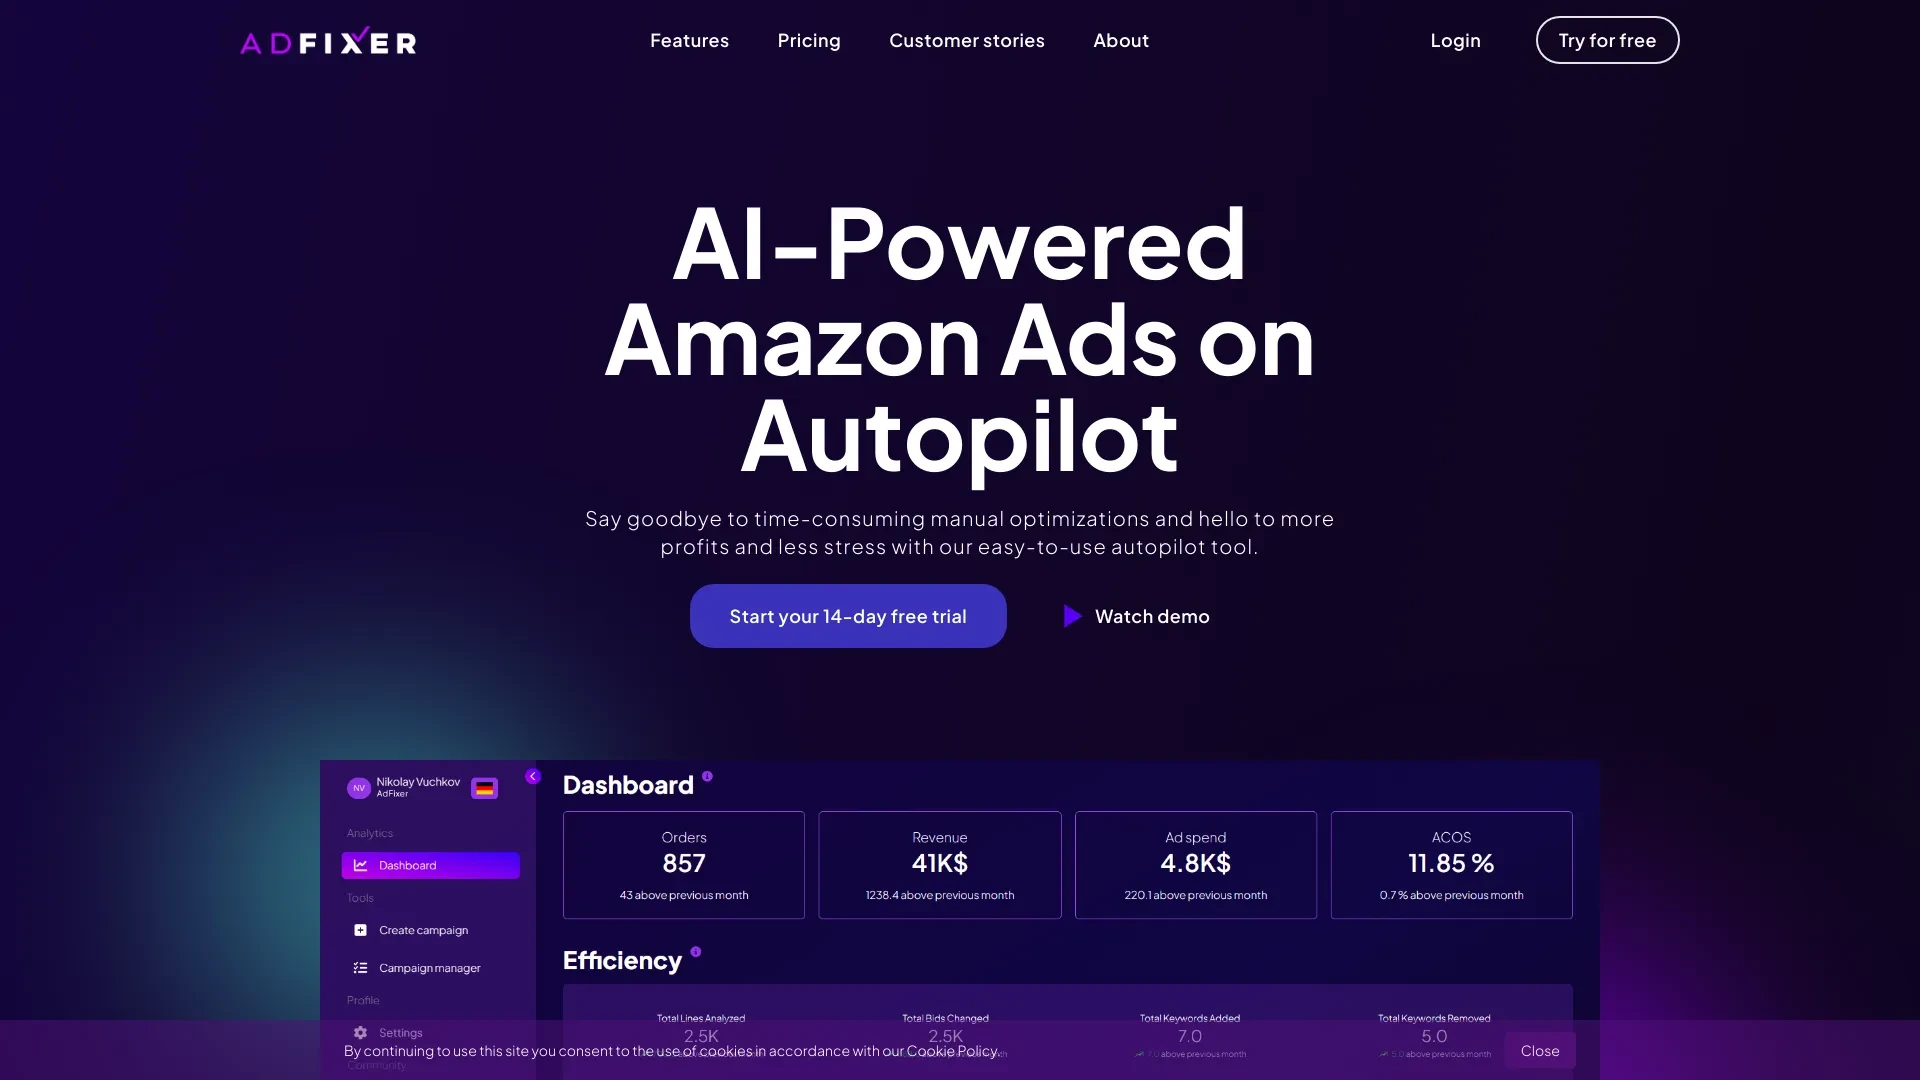 ADFIXER
Features
Pricing
Customer stories
About
Login
Try for free
AI-Powered
Amazon Ads on
Autopilot
Say goodbye to time-consuming manual optimizations and hello to more
profits and less stress with our easy-to-use autopilot tool.
Start your 14-day free trial
Watch demo
NV
Nikolay Vuchkov
AdFixer
Analytics
Dashboard
Tools
Create campaign
Campaign manager
Profile
Settings
Community
Dashboard
Orders
857
43 above previous month
Revenue
41K$
1238.4 above previous month
Ad spend
4.8K$
220.1 above previous month
ACOS
11.85 %
0.7 % above previous month
Efficiency
Total Lines Analyzed
2.5K
Total Bids Changed
2.5K
Total Keywords Added
7.0
7.0 above previous month
Total Keywords Removed
5.0
5.0 above previous month
By continuing to use this site you consent to the use of cookies in accordance with our Cookie Policy.
Close